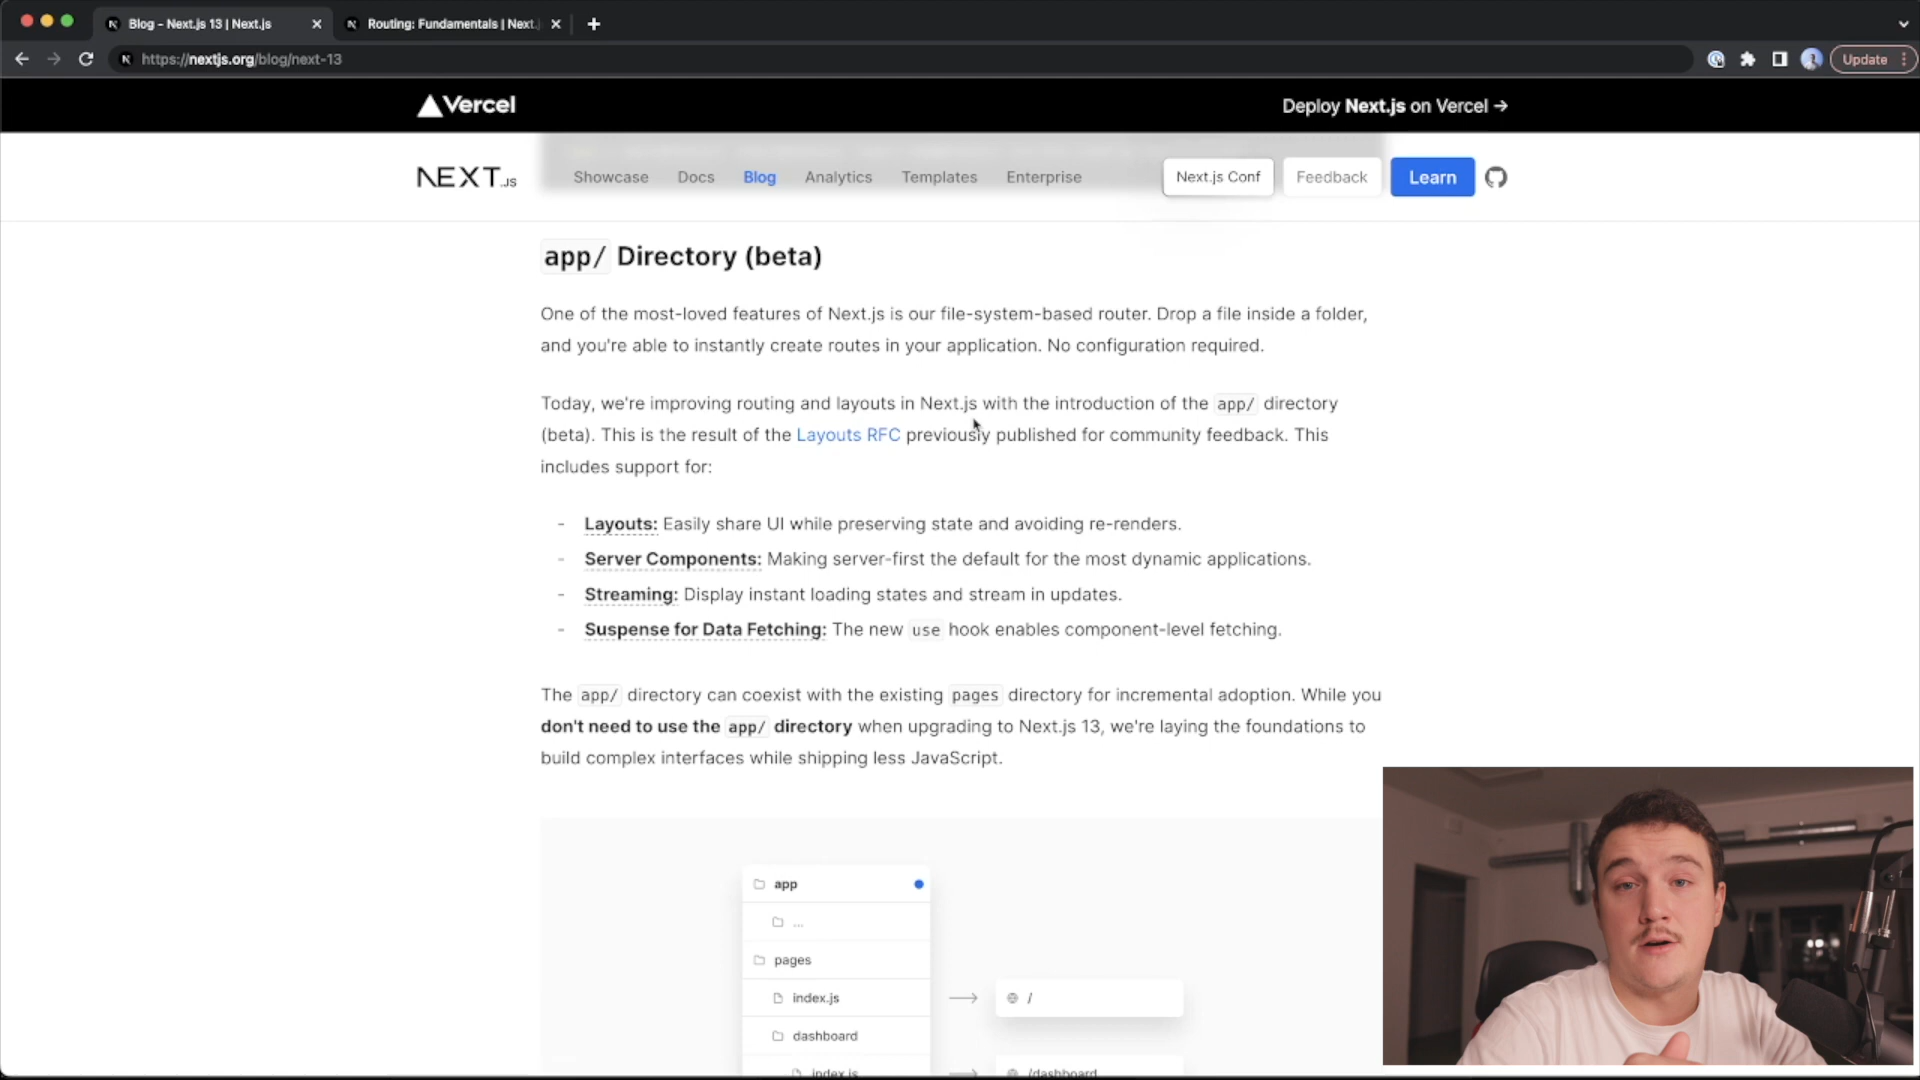 Blog - Next.js 13 | Next.js
Routing: Fundamentals | Next.
https://nextjs.org/blog/next-13
Update
Vercel
Deploy Next.js on Vercel →
NEXT.JS
Showcase
Docs
Blog
Analytics
Templates
Enterprise
Next.js Conf
Feedback
Learn
app/ Directory (beta)
One of the most-loved features of Next.js is our file-system-based router. Drop a file inside a folder,
and you're able to instantly create routes in your application. No configuration required.
Today, we're improving routing and layouts in Next.js with the introduction of the app/ directory
(beta). This is the result of the Layouts RFC previously published for community feedback. This
includes support for:
- Layouts: Easily share UI while preserving state and avoiding re-renders.
- Server Components: Making server-first the default for the most dynamic applications.
- Streaming: Display instant loading states and stream in updates.
- Suspense for Data Fetching: The new use hook enables component-level fetching.
The app/ directory can coexist with the existing pages directory for incremental adoption. While you
don't need to use the app/ directory when upgrading to Next.js 13, we're laying the foundations to
build complex interfaces while shipping less JavaScript.
app
...
pages
index.js
/
dashboard
index.js
/dashboard